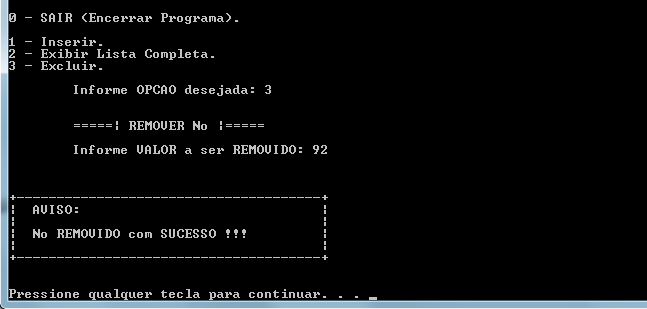 0 - SAIR (Encerrar Programa).
1 - Inserir.
2 - Exibir Lista Completa.
3 - Excluir.
Informe OPCAO desejada: 3
=====¦ REMOVER No ¦=====
Informe VALOR a ser REMOVIDO: 92
AVISO:
No REMOVIDO com SUCESSO !!!
Pressione qualquer tecla para continuar. . . _